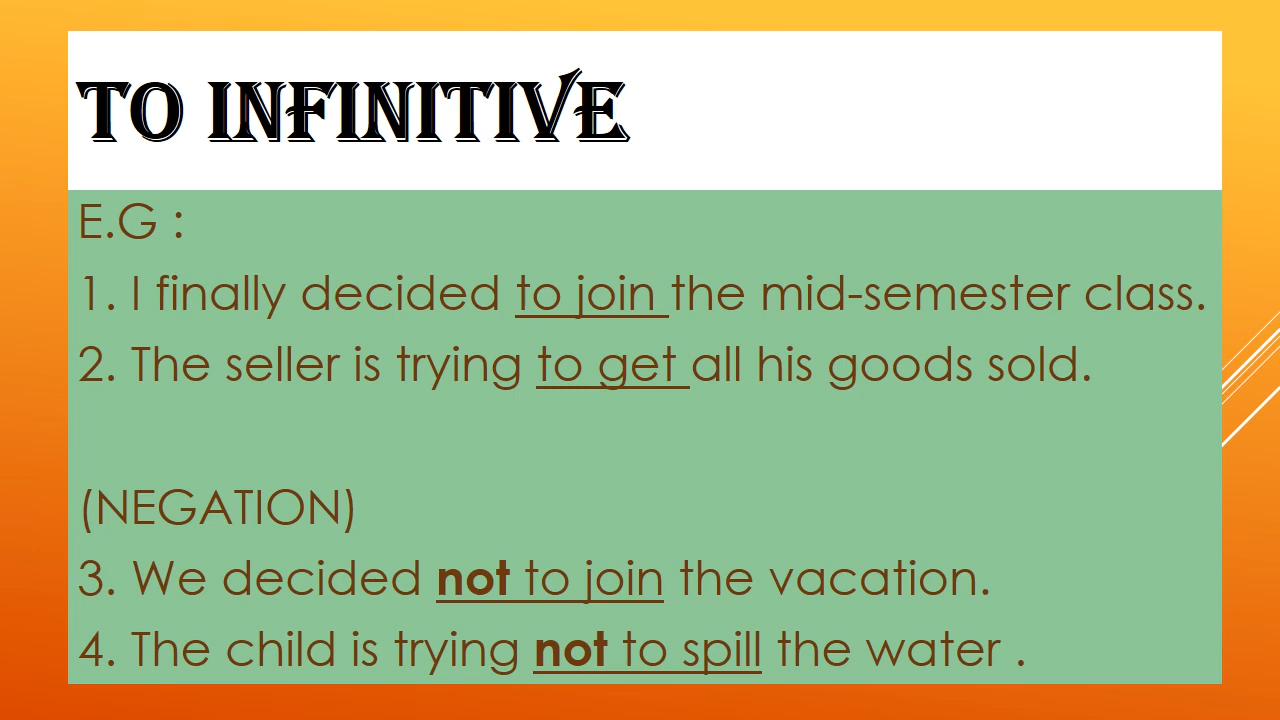 TO INFINITIVE
E.G :
1. I finally decided to join the mid-semester class.
2. The seller is trying to get all his goods sold.
(NEGATION)
3. We decided not to join the vacation.
4. The child is trying not to spill the water .